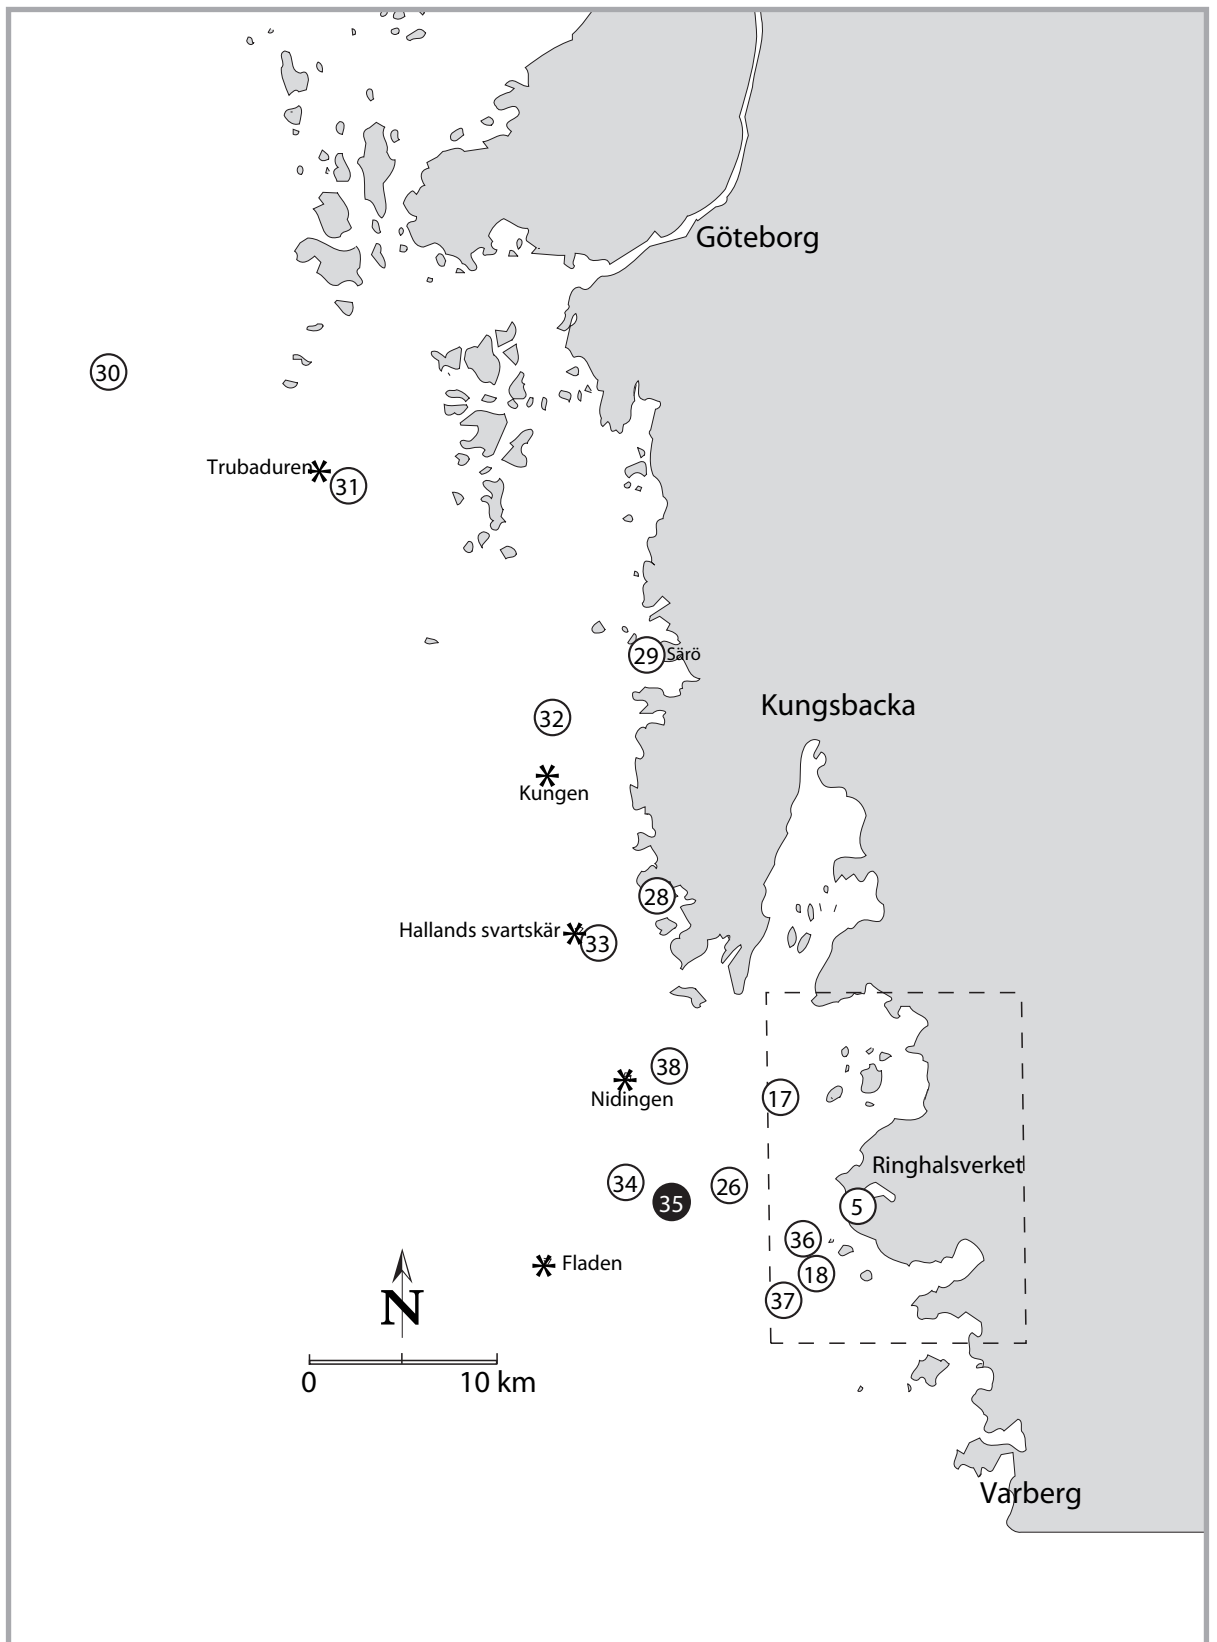 Göteborg
30
Trubaduren
31
29
Särö
32
Kungsbacka
Kungen
28
Hallands svartskär
33
38
Nidingen
17
Ringhalsverket
34
35
26
5
36
Fladen
18
37
N
0
10 km
Varberg